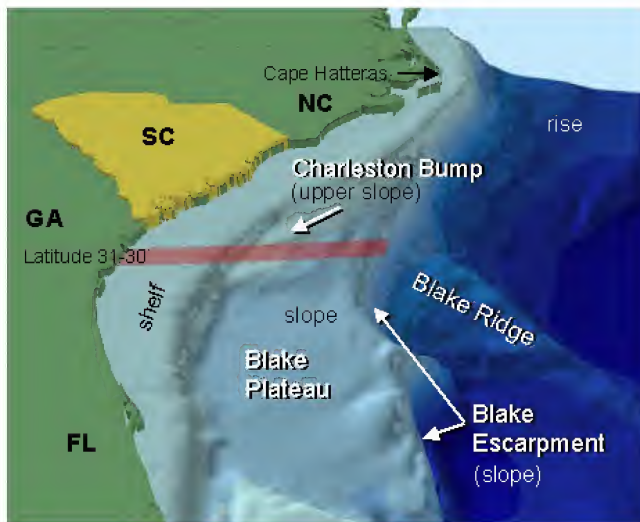 Cape Hatteras
NC
rise
SC
Charleston Bump
(upper slope)
GA
Latitude 31-30
shelf
slope
Blake Ridge
Blake
Plateau
Blake
Escarpment
(slope)
FL